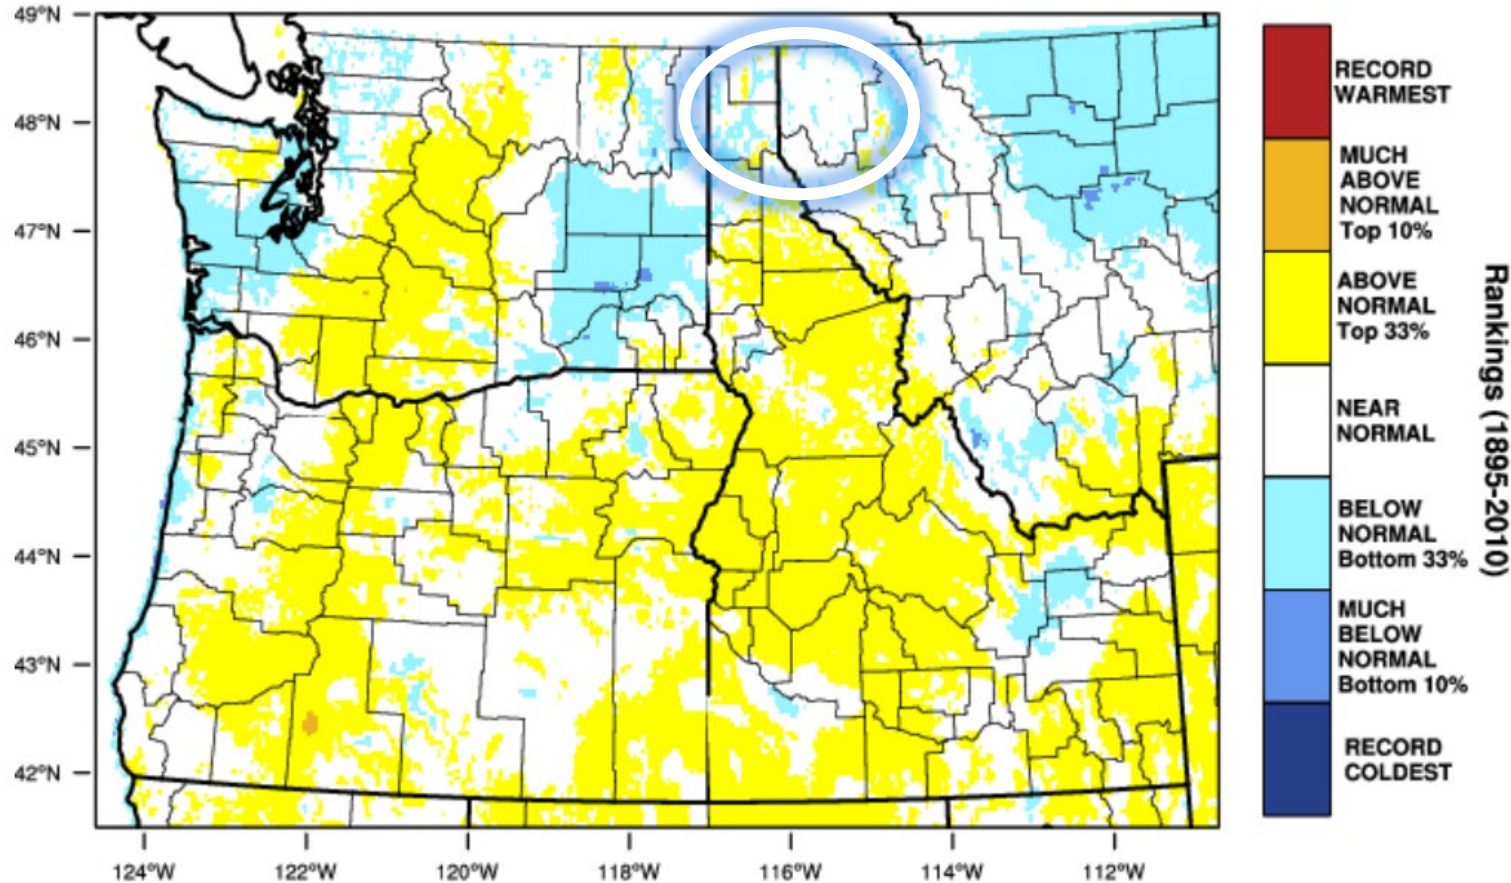 49°N
48°N
47°N
46°N
45°N
44°N
43°N
42°N
124°W
122°W
120°W
118°W
116°W
114°W
112°W
RECORD
WARMEST
MUCH
ABOVE
NORMAL
Top 10%
ABOVE
NORMAL
Top 33%
NEAR
NORMAL
BELOW
NORMAL
Bottom 33%
MUCH
BELOW
NORMAL
Bottom 10%
RECORD
COLDEST
Rankings (1895-2010)